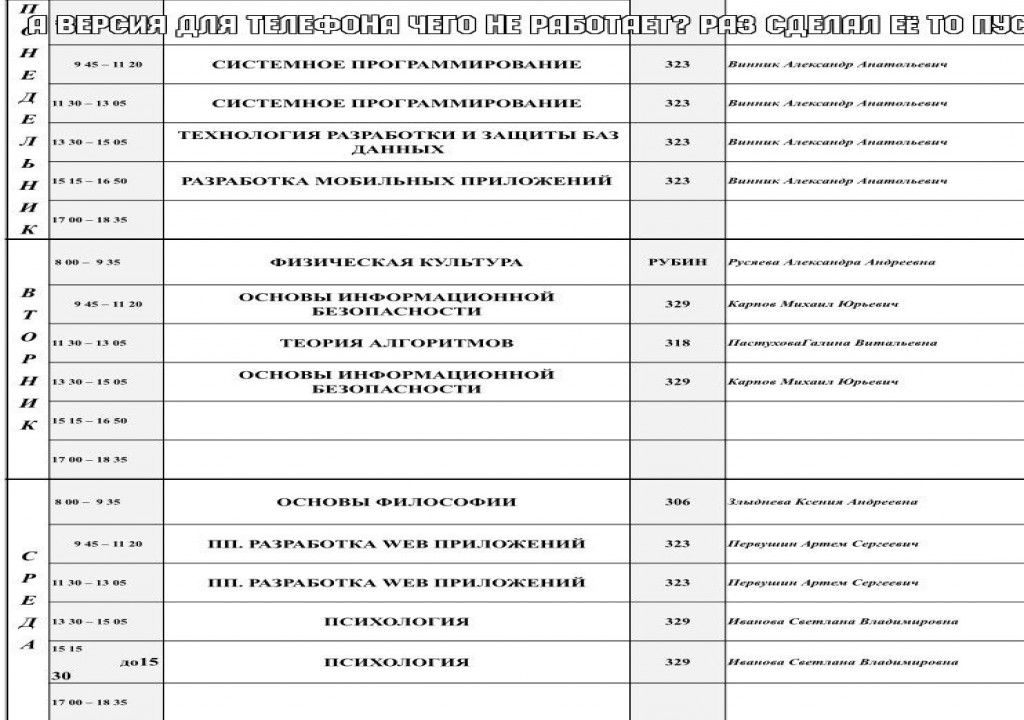 А ВЕРСИЯ ДЛЯ ТЕЛЕФОНА ЧЕГО НЕ РАБОТАЕТ? РАЗ СДЕЛАЛ ЕЁ ТО ПУС
ПОНЕДЕЛЬНИК
9 45 – 11 20 СИСТЕМНОЕ ПРОГРАММИРОВАНИЕ 323 Винник Александр Анатольевич
11 30 – 13 05 СИСТЕМНОЕ ПРОГРАММИРОВАНИЕ 323 Винник Александр Анатольевич
13 30 – 15 05 ТЕХНОЛОГИЯ РАЗРАБОТКИ И ЗАЩИТЫ БАЗ
ДАННЫХ 323 Винник Александр Анатольевич
15 15 – 16 50 РАЗРАБОТКА МОБИЛЬНЫХ ПРИЛОЖЕНИЙ 323 Винник Александр Анатольевич
17 00 – 18 35
ВТОРНИК
8 00 – 9 35 ФИЗИЧЕСКАЯ КУЛЬТУРА РУБИН Русяева Александра Андреевна
9 45 – 11 20 ОСНОВЫ ИНФОРМАЦИОННОЙ
БЕЗОПАСНОСТИ 329 Карпов Михаил Юрьевич
11 30 – 13 05 ТЕОРИЯ АЛГОРИТМОВ 318 ПастуховаГалина Витальевна
13 30 – 15 05 ОСНОВЫ ИНФОРМАЦИОННОЙ
БЕЗОПАСНОСТИ 329 Карпов Михаил Юрьевич
15 15 – 16 50
17 00 – 18 35
СРЕДА
8 00 – 9 35 ОСНОВЫ ФИЛОСОФИИ 306 Злыднева Ксения Андреевна
9 45 – 11 20 ПП. РАЗРАБОТКА WEB ПРИЛОЖЕНИЙ 323 Первушин Артем Сергеевич
11 30 – 13 05 ПП. РАЗРАБОТКА WEB ПРИЛОЖЕНИЙ 323 Первушин Артем Сергеевич
13 30 – 15 05 ПСИХОЛОГИЯ 329 Иванова Светлана Владимировна
15 15
до15 ПСИХОЛОГИЯ 329 Иванова Светлана Владимировна
30
17 00 – 18 35